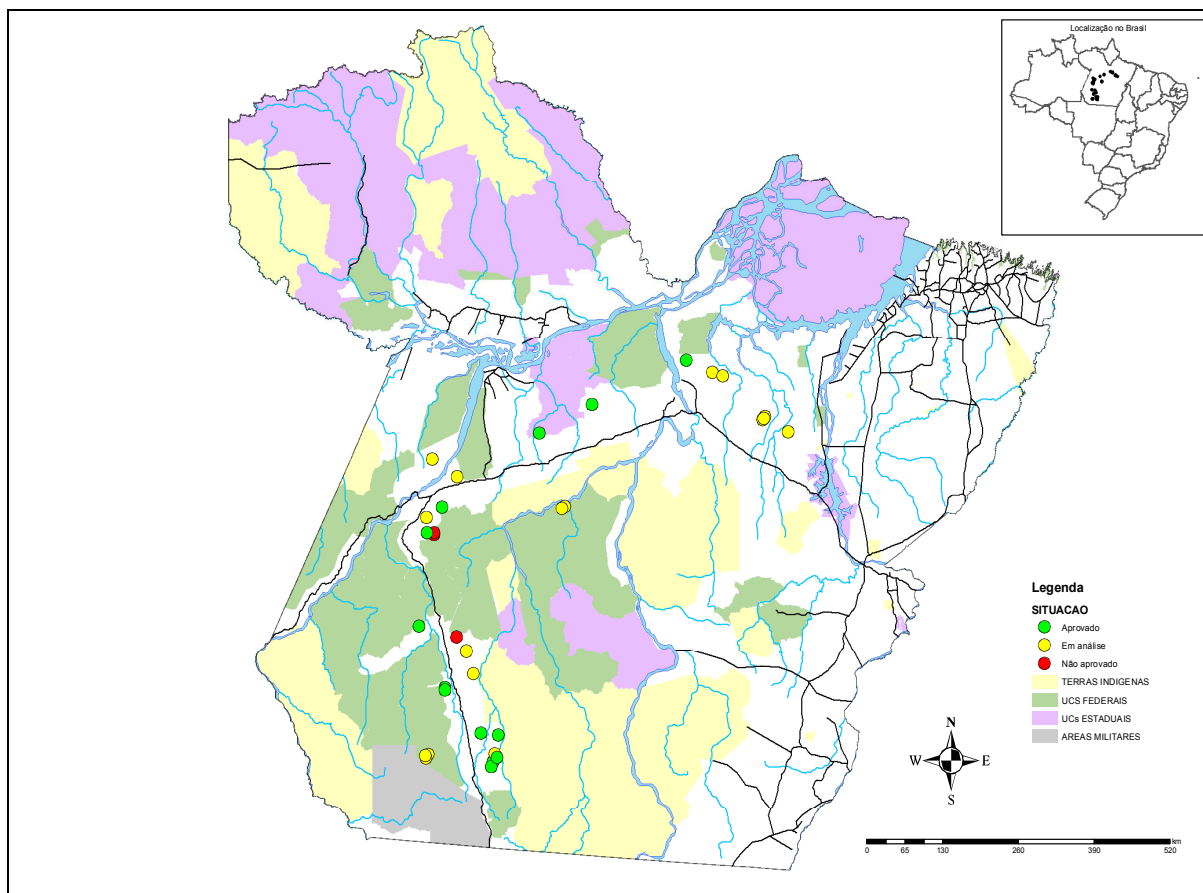 Localização no Brasil
Legenda
SITUACAO
Aprovado
Em análise
Não aprovado
TERRAS INDIGENAS
UCS FEDERAIS
UCs ESTADUAIS
AREAS MILITARES
N
W E
S
km
0 65 130 260 390 520